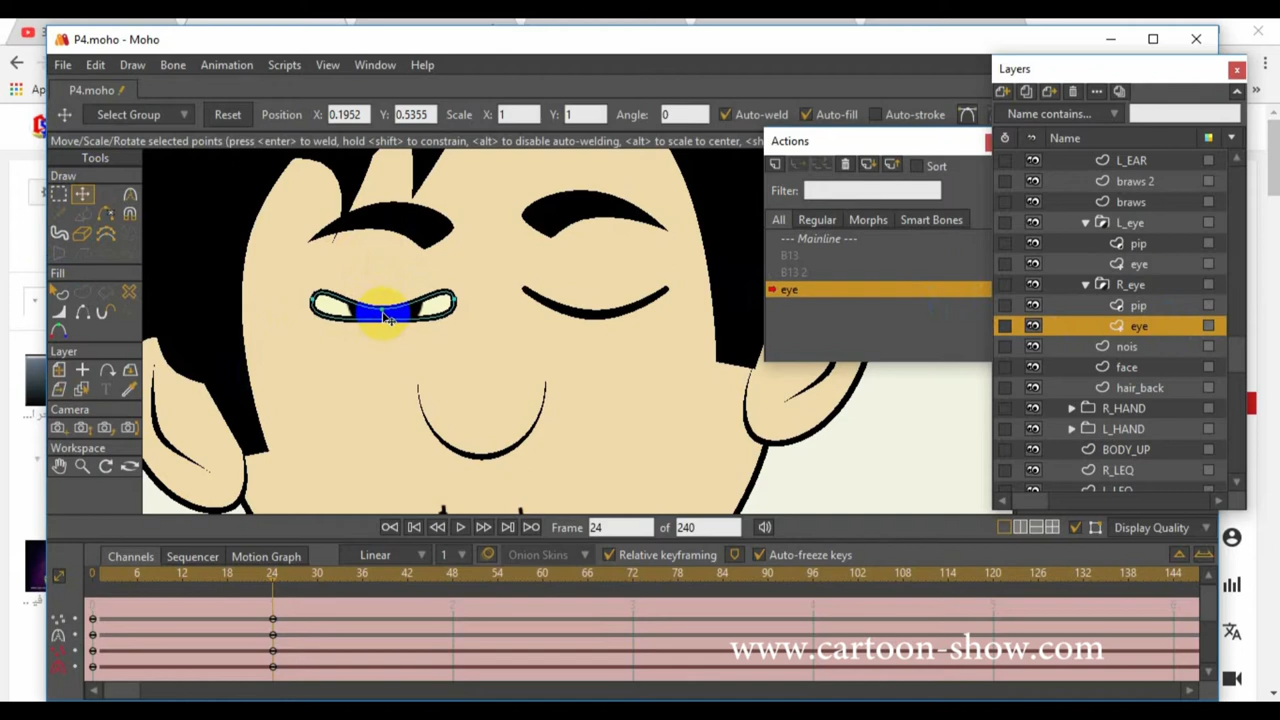 P4.moho - Moho
File Edit Draw Bone Animation Scripts View Window Help
P4.moho
Select Group Reset Position X: 0.1952 Y: 0.5355 Scale X: 1 Y: 1 Angle: 0 Auto-weld Auto-fill Auto-stroke
Move/Scale/Rotate selected points (press <enter> to weld, hold <shift> to constrain, <alt> to disable auto-welding, <alt> to scale to center, <sh
Tools
Draw
Fill
Layer
Camera
Workspace
Actions
Sort
Filter:
All Regular Morphs Smart Bones
--- Mainline ---
B13
B13 2
eye
Layers
Name contains...
Name
L_EAR
braws 2
braws
L_eye
pip
eye
R_eye
pip
eye
nois
face
hair_back
R_HAND
L_HAND
BODY_UP
R_LEQ
Frame 24 of 240 Display Quality
Channels Sequencer Motion Graph Linear 1 Onion Skins Relative keyframing Auto-freeze keys
0 6 12 18 24 30 36 42 48 54 60 66 72 78 84 90 96 102 108 114 120 126 132 138 144
www.cartoon-show.com